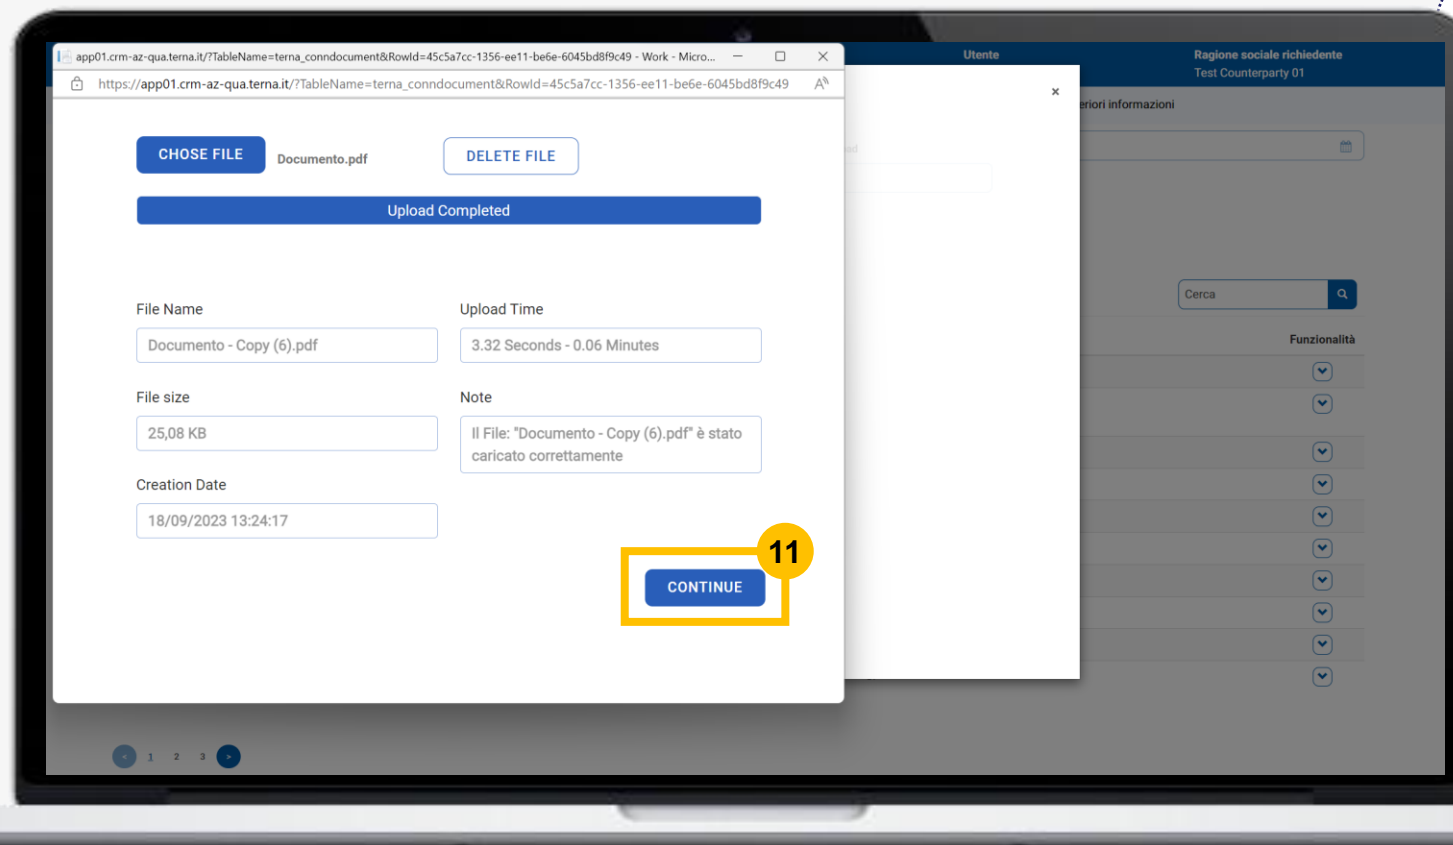 app01.crm-az-qua.terna.it/?TableName=terna_conndocument&RowId=45c5a7cc-1356-ee11-be6e-6045bd8f9c49 - Work - Micro...
https://app01.crm-az-qua.terna.it/?TableName=terna_conndocument&RowId=45c5a7cc-1356-ee11-be6e-6045bd8f9c49
CHOSE FILE
Documento.pdf
DELETE FILE
Upload Completed
File Name
Upload Time
Documento - Copy (6).pdf
3.32 Seconds - 0.06 Minutes
File size
Note
25,08 KB
Il File: "Documento - Copy (6).pdf" è stato
caricato correttamente
Creation Date
18/09/2023 13:24:17
11
CONTINUE
Utente
Ragione sociale richiedente
Test Counterparty 01
eriori informazioni
Cerca
Funzionalità
1 2 3